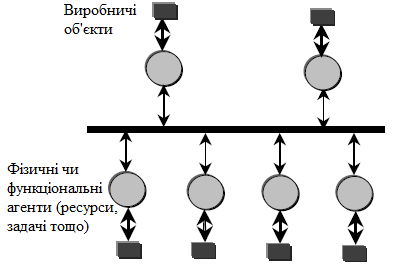 Виробничі
об'єкти
Фізичні чи
функціональні
агенти (ресурси,
задачі тощо)